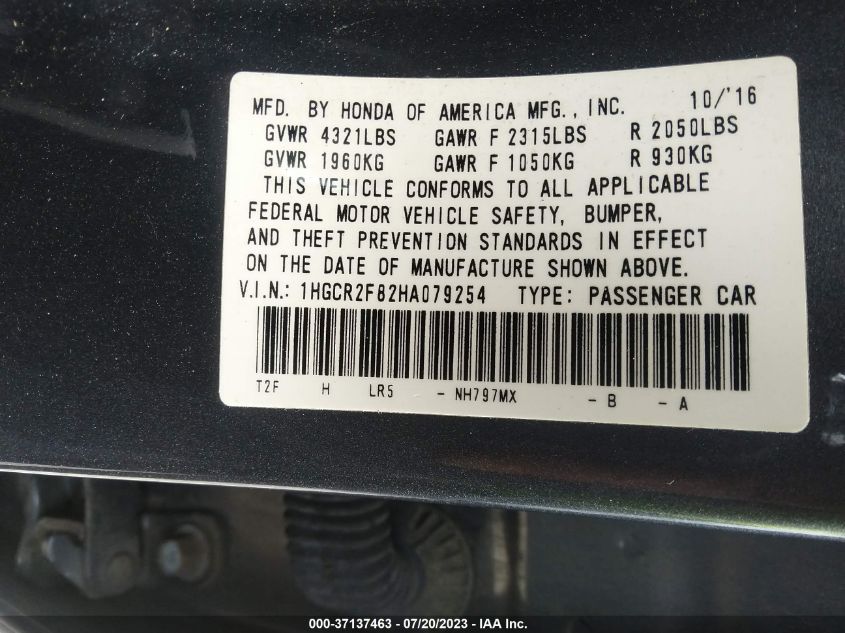 MFD. BY HONDA OF AMERICA MFG., INC. 10/'16
GVWR 4321LBS GAWR F 2315LBS R 2050LBS
GVWR 1960KG GAWR F 1050KG R 930KG
THIS VEHICLE CONFORMS TO ALL APPLICABLE
FEDERAL MOTOR VEHICLE SAFETY, BUMPER,
AND THEFT PREVENTION STANDARDS IN EFFECT
ON THE DATE OF MANUFACTURE SHOWN ABOVE.
V.I.N.: 1HGCR2F82HA079254 TYPE: PASSENGER CAR
T2F H LR5 - NH797MX - B - A
000-37137463 - 07/20/2023 - IAA Inc.